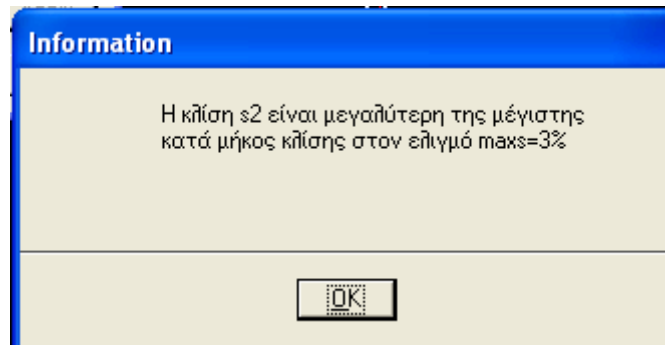 Information
Η κλίση s2 είναι μεγαλύτερη της μέγιστης
κατά μήκος κλίσης στον ελιγμό maxs=3%
OK